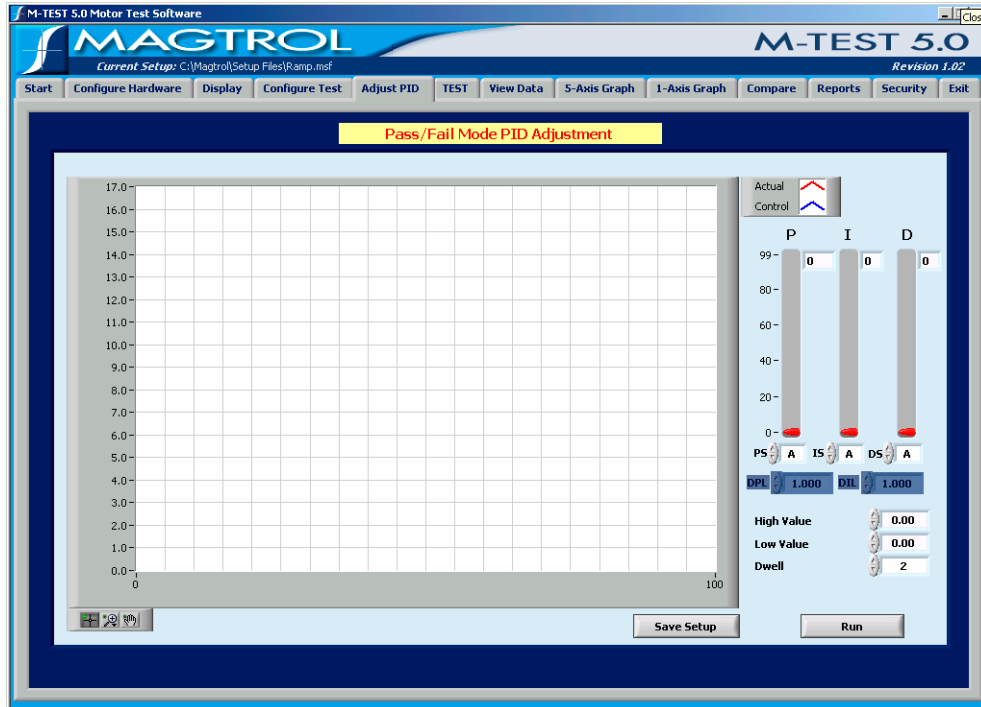 M-TEST 5.0 Motor Test Software
Clos
MAGTROL
M-TEST 5.0
Current Setup: C:\Magtrol\Setup Files\Ramp.msf
Revision 1.02
Start Configure Hardware Display Configure Test Adjust PID TEST View Data 5-Axis Graph 1-Axis Graph Compare Reports Security Exit
Pass/Fail Mode PID Adjustment
17.0
16.0
15.0
14.0
13.0
12.0
11.0
10.0
9.0
8.0
7.0
6.0
5.0
4.0
3.0
2.0
1.0
0.0
0 100
Actual
Control
P I D
99 0 0 0
80
60
40
20
0
PS A IS A DS A
DPL 1.000 DIL 1.000
High Value 0.00
Low Value 0.00
Dwell 2
Save Setup Run